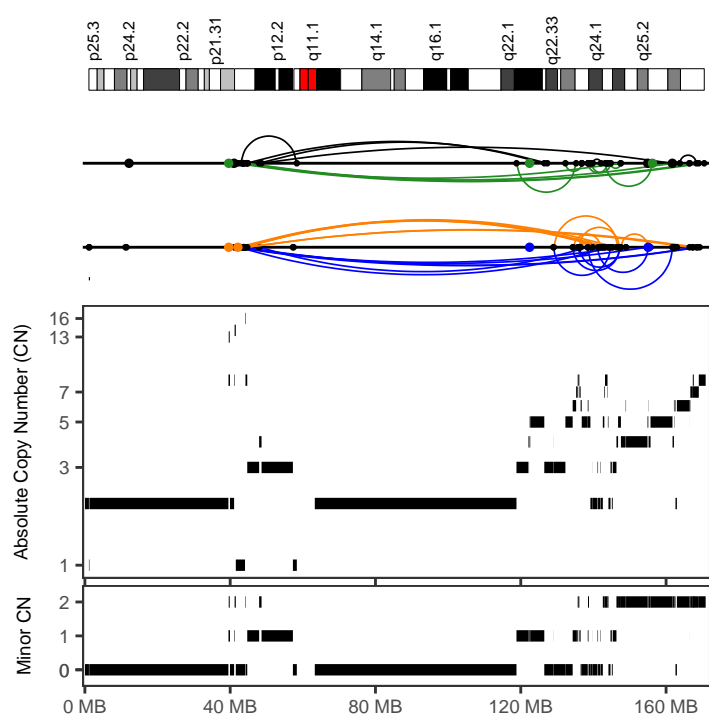 p25.3 p24.2 p22.2 p21.31 p12.2 q11.1 q14.1 q16.1 q22.1 q22.33 q24.1 q25.2
Absolute Copy Number (CN)
16
13
7
5
3
1
Minor CN
2
1
0
0 MB 40 MB 80 MB 120 MB 160 MB